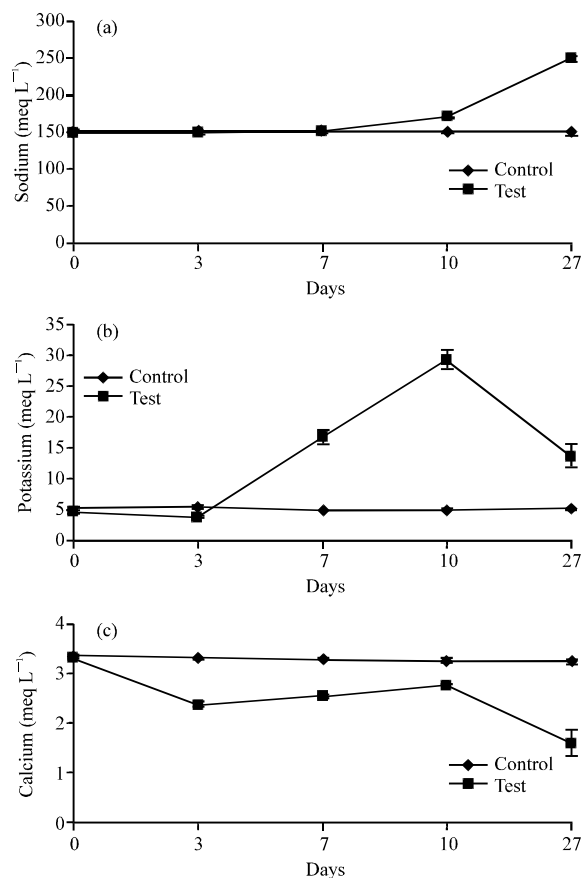 (a)
Sodium (meq L⁻¹)
300
250
200
150
100
50
0
Control
Test
0 3 7 10 27
Days
(b)
Potassium (meq L⁻¹)
35
30
25
20
15
10
5
0
Control
Test
0 3 7 10 27
Days
(c)
Calcium (meq L⁻¹)
4
3
2
1
0
Control
Test
0 3 7 10 27
Days